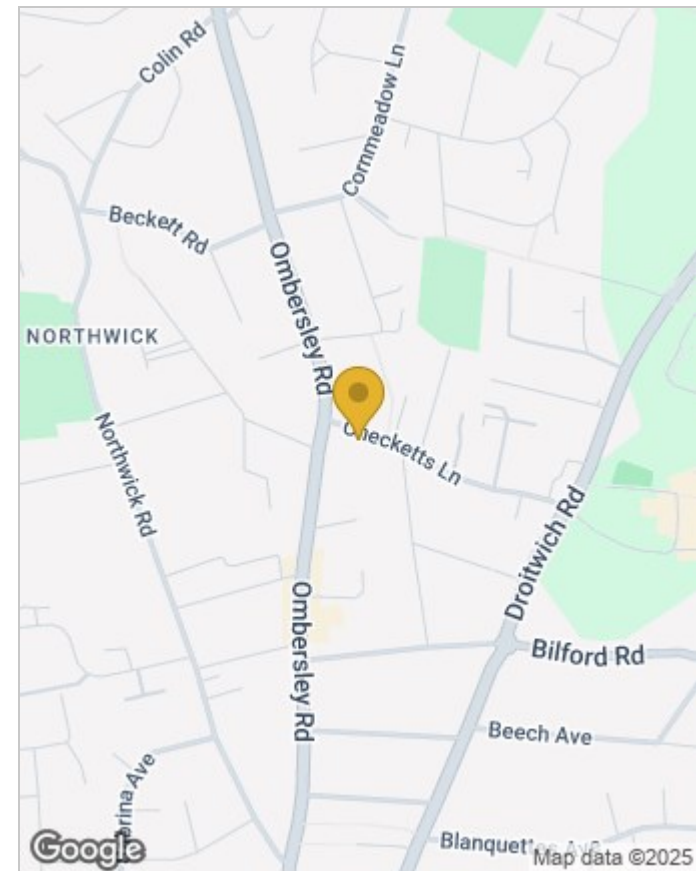 Colin Rd
Cornmeadow Ln
Beckett Rd
Ombersley Rd
NORTHWICK
Checketts Ln
Northwick Rd
Droitwich Rd
Ombersley Rd
Bilford Rd
Beech Ave
Ave
Google
Map data ©2025